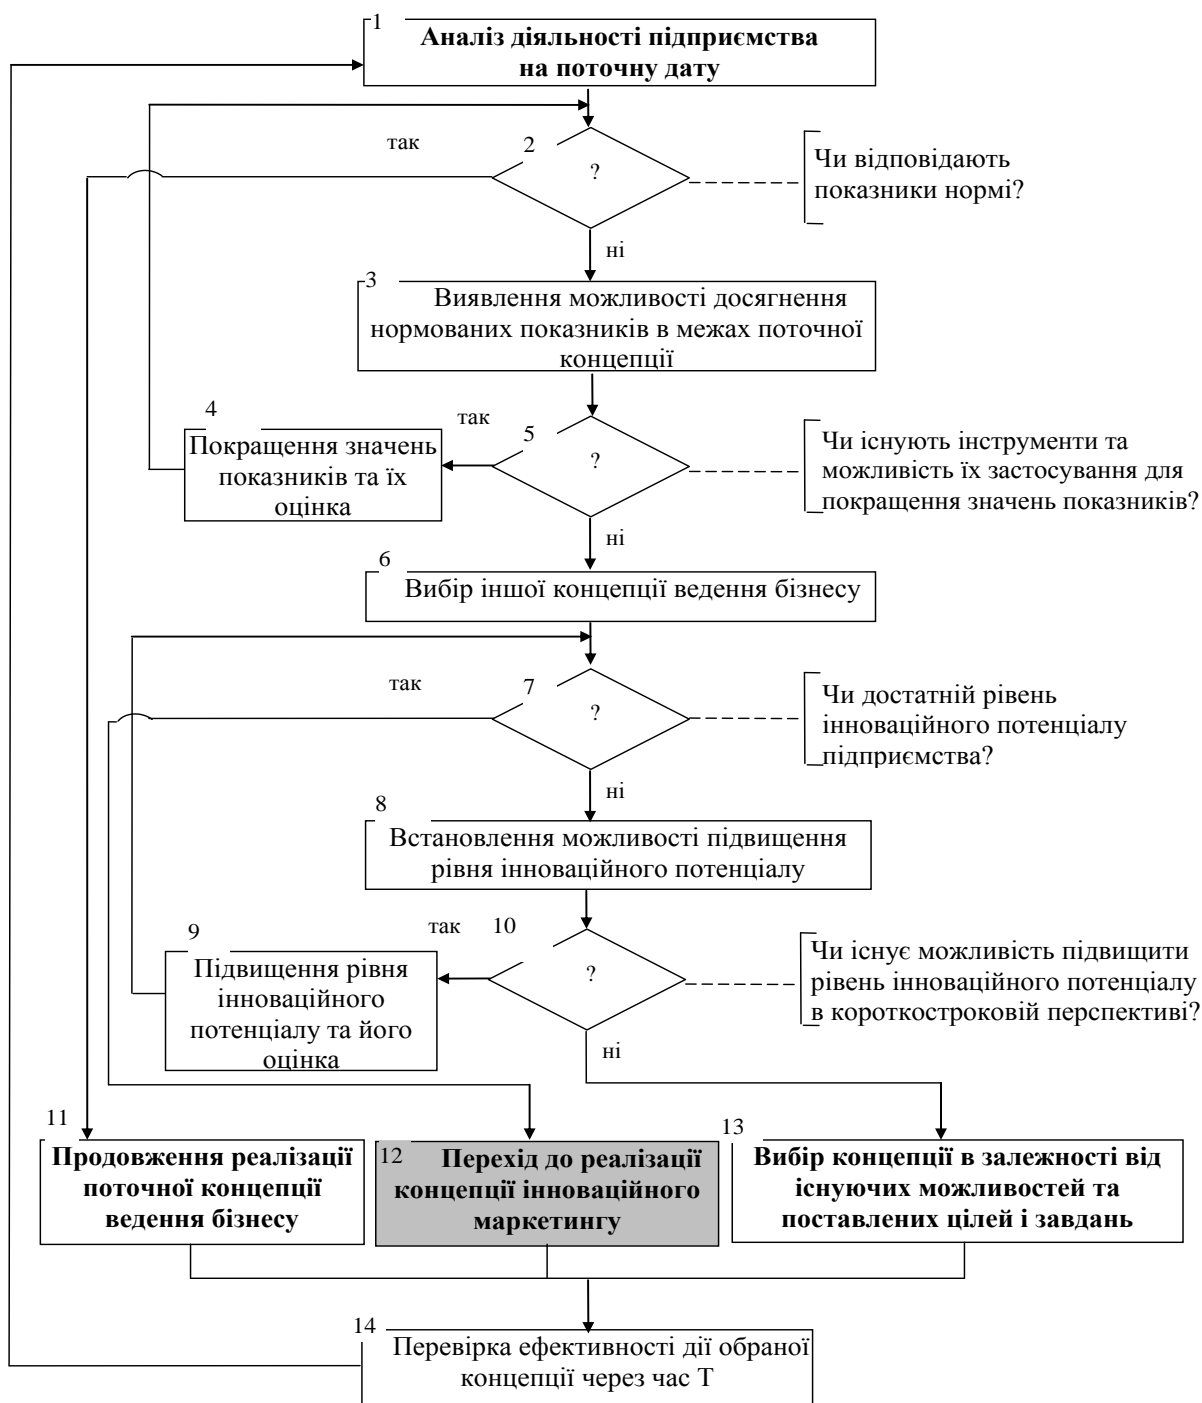 1
Аналіз діяльності підприємства
на поточну дату
так
2
?
Чи відповідають
показники нормі?
ні
3
Виявлення можливості досягнення
нормованих показників в межах поточної
концепції
4
так
5
?
Покращення значень
показників та їх
оцінка
Чи існують інструменти та
можливість їх застосування для
покращення значень показників?
ні
6
Вибір іншої концепції ведення бізнесу
так
7
?
Чи достатній рівень
інноваційного потенціалу
підприємства?
ні
8
Встановлення можливості підвищення
рівня інноваційного потенціалу
9
так
10
?
Підвищення рівня
інноваційного
потенціалу та його
оцінка
Чи існує можливість підвищити
рівень інноваційного потенціалу
в короткостроковій перспективі?
ні
11
Продовження реалізації
поточної концепції
ведення бізнесу
12
Перехід до реалізації
концепції інноваційного
маркетингу
13
Вибір концепції в залежності від
існуючих можливостей та
поставлених цілей і завдань
14
Перевірка ефективності дії обраної
концепції через час Т